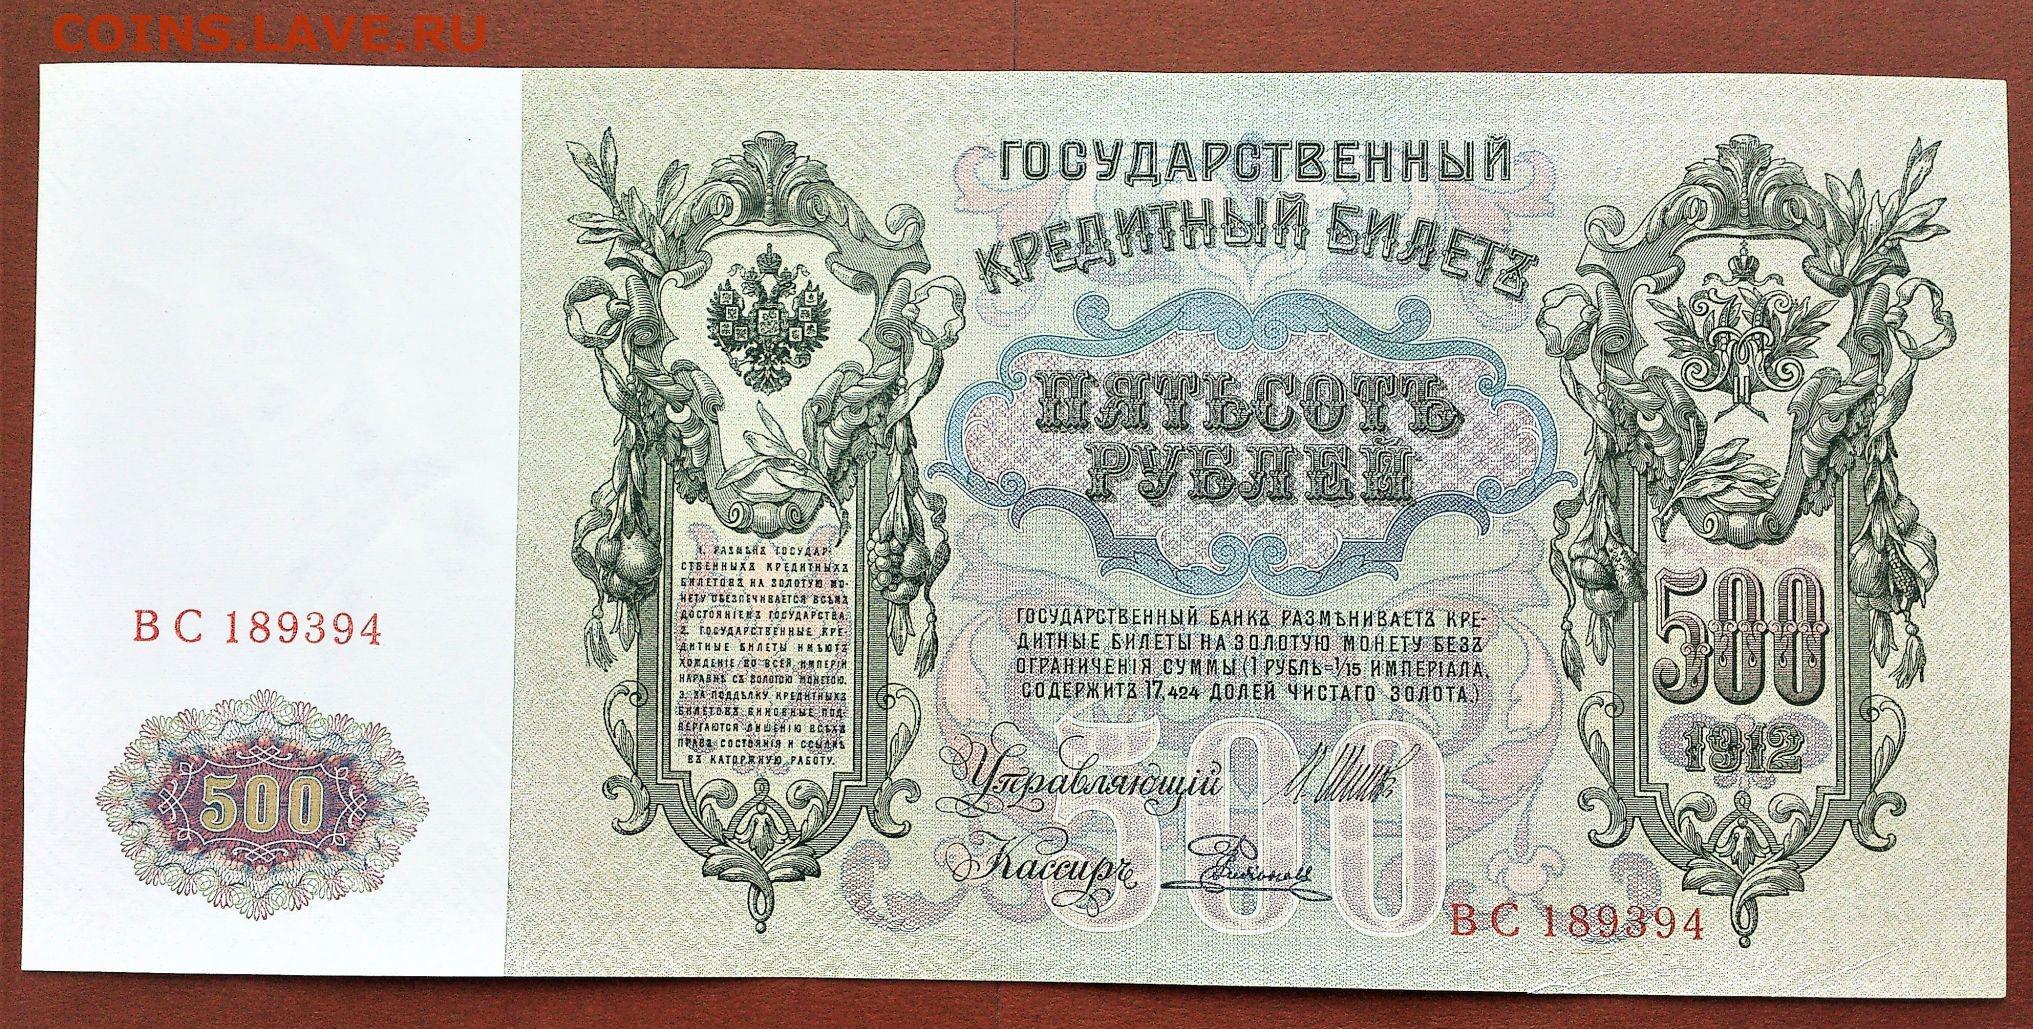 COINS.LAVE.RU
ГОСУДАРСТВЕННЫЙ
КРЕДИТНЫЙ БИЛЕТЪ
ПЯТЬСОТЪ
РУБЛЕЙ
1. РАЗМѢНЪ ГОСУДАР-
СТВЕННЫХЪ КРЕДИТНЫХЪ
БИЛЕТОВЪ НА ЗОЛОТУЮ МО-
НЕТУ ОБЕЗПЕЧИВАЕТСЯ ВСѢМЪ
ДОСТОЯНІЕМЪ ГОСУДАРСТВА.
2. ГОСУДАРСТВЕННЫЕ КРЕ-
ДИТНЫЕ БИЛЕТЫ ИМѢЮТЪ
ХОЖДЕНІЕ ВО ВСЕЙ ИМПЕРІИ
НАРАВНѢ СЪ ЗОЛОТОЮ МОНЕТОЮ.
3. ЗА ПОДДѢЛКУ КРЕДИТНЫХЪ
БИЛЕТОВЪ ВИНОВНЫЕ ПОД-
ВЕРГАЮТСЯ ЛИШЕНІЮ ВСѢХЪ
ПРАВЪ СОСТОЯНІЯ И ССЫЛКѢ
ВЪ КАТОРЖНУЮ РАБОТУ.
ГОСУДАРСТВЕННЫЙ БАНКЪ РАЗМѢНИВАЕТЪ КРЕ-
ДИТНЫЕ БИЛЕТЫ НА ЗОЛОТУЮ МОНЕТУ БЕЗЪ
ОГРАНИЧЕНІЯ СУММЫ (1 РУБЛЬ=1/15 ИМПЕРІАЛА,
СОДЕРЖИТЪ 17,424 ДОЛЕЙ ЧИСТАГО ЗОЛОТА.)
500
1912
500
Управляющій
Кассиръ
ВС 189394
500
ВС 189394